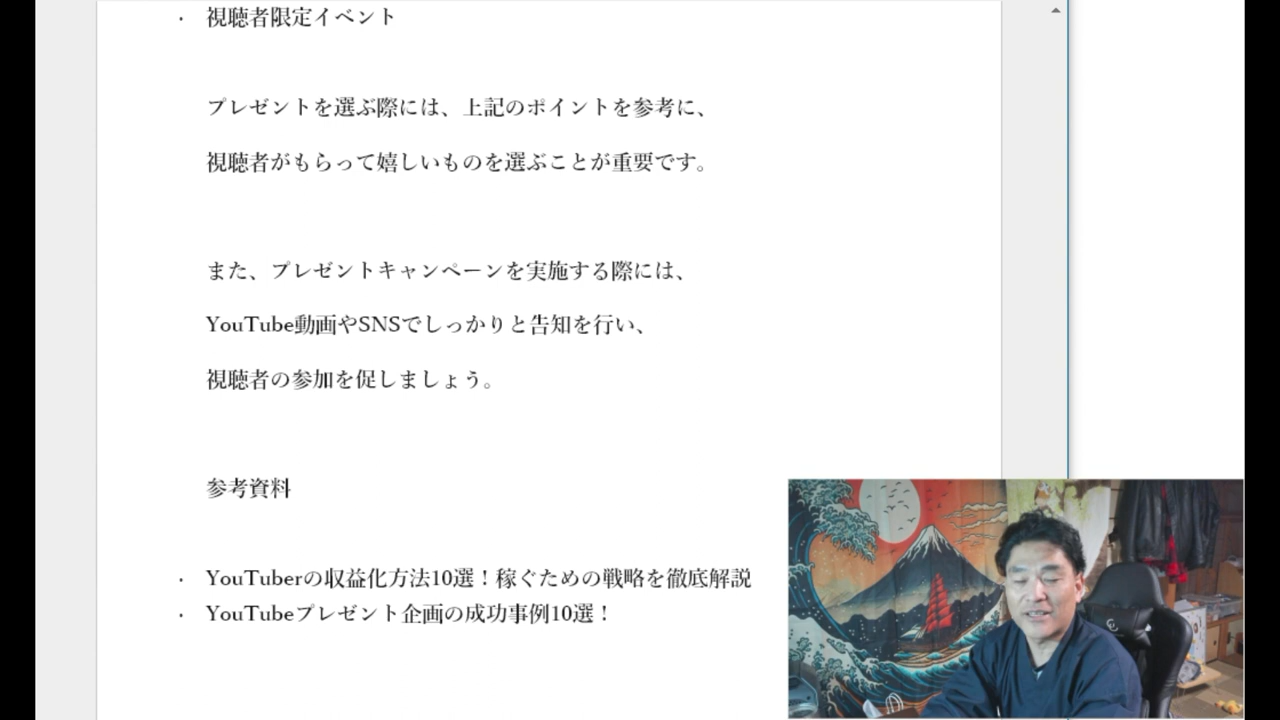 ・ 視聴者限定イベント
プレゼントを選ぶ際には、上記のポイントを参考に、
視聴者がもらって嬉しいものを選ぶことが重要です。
また、プレゼントキャンペーンを実施する際には、
YouTube動画やSNSでしっかりと告知を行い、
視聴者の参加を促しましょう。
参考資料
・ YouTuberの収益化方法10選！稼ぐための戦略を徹底解説
・ YouTubeプレゼント企画の成功事例10選！